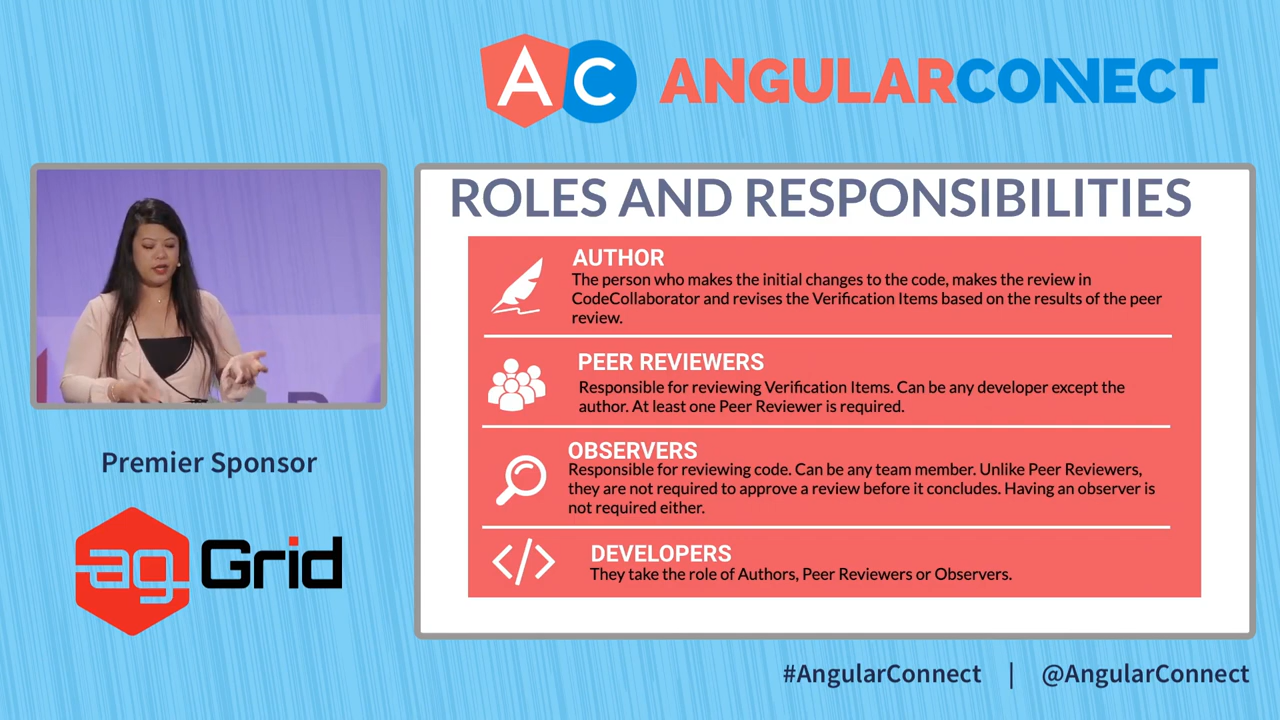 AC ANGULARCONNECT
ROLES AND RESPONSIBILITIES
AUTHOR
The person who makes the initial changes to the code, makes the review in
CodeCollaborator and revises the Verification Items based on the results of the peer
review.
PEER REVIEWERS
Responsible for reviewing Verification Items. Can be any developer except the
author. At least one Peer Reviewer is required.
OBSERVERS
Responsible for reviewing code. Can be any team member. Unlike Peer Reviewers,
they are not required to approve a review before it concludes. Having an observer is
not required either.
</>
DEVELOPERS
They take the role of Authors, Peer Reviewers or Observers.
Premier Sponsor
ag Grid
#AngularConnect | @AngularConnect